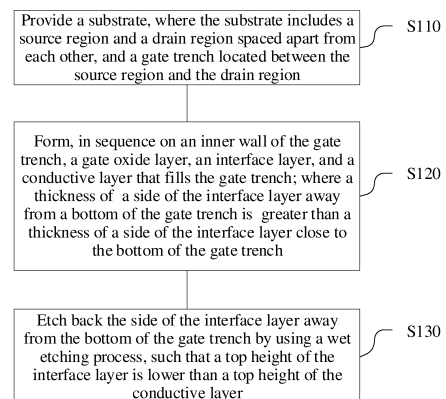 Provide a substrate, where the substrate includes a
source region and a drain region spaced apart from
each other, and a gate trench located between the
source region and the drain region
S110
Form, in sequence on an inner wall of the gate
trench, a gate oxide layer, an interface layer, and a
conductive layer that fills the gate trench; where a
thickness of a side of the interface layer away
from a bottom of the gate trench is greater than a
thickness of a side of the interface layer close to
the bottom of the gate trench
S120
Etch back the side of the interface layer away
from the bottom of the gate trench by using a wet
etching process, such that a top height of the
interface layer is lower than a top height of the
conductive layer
S130